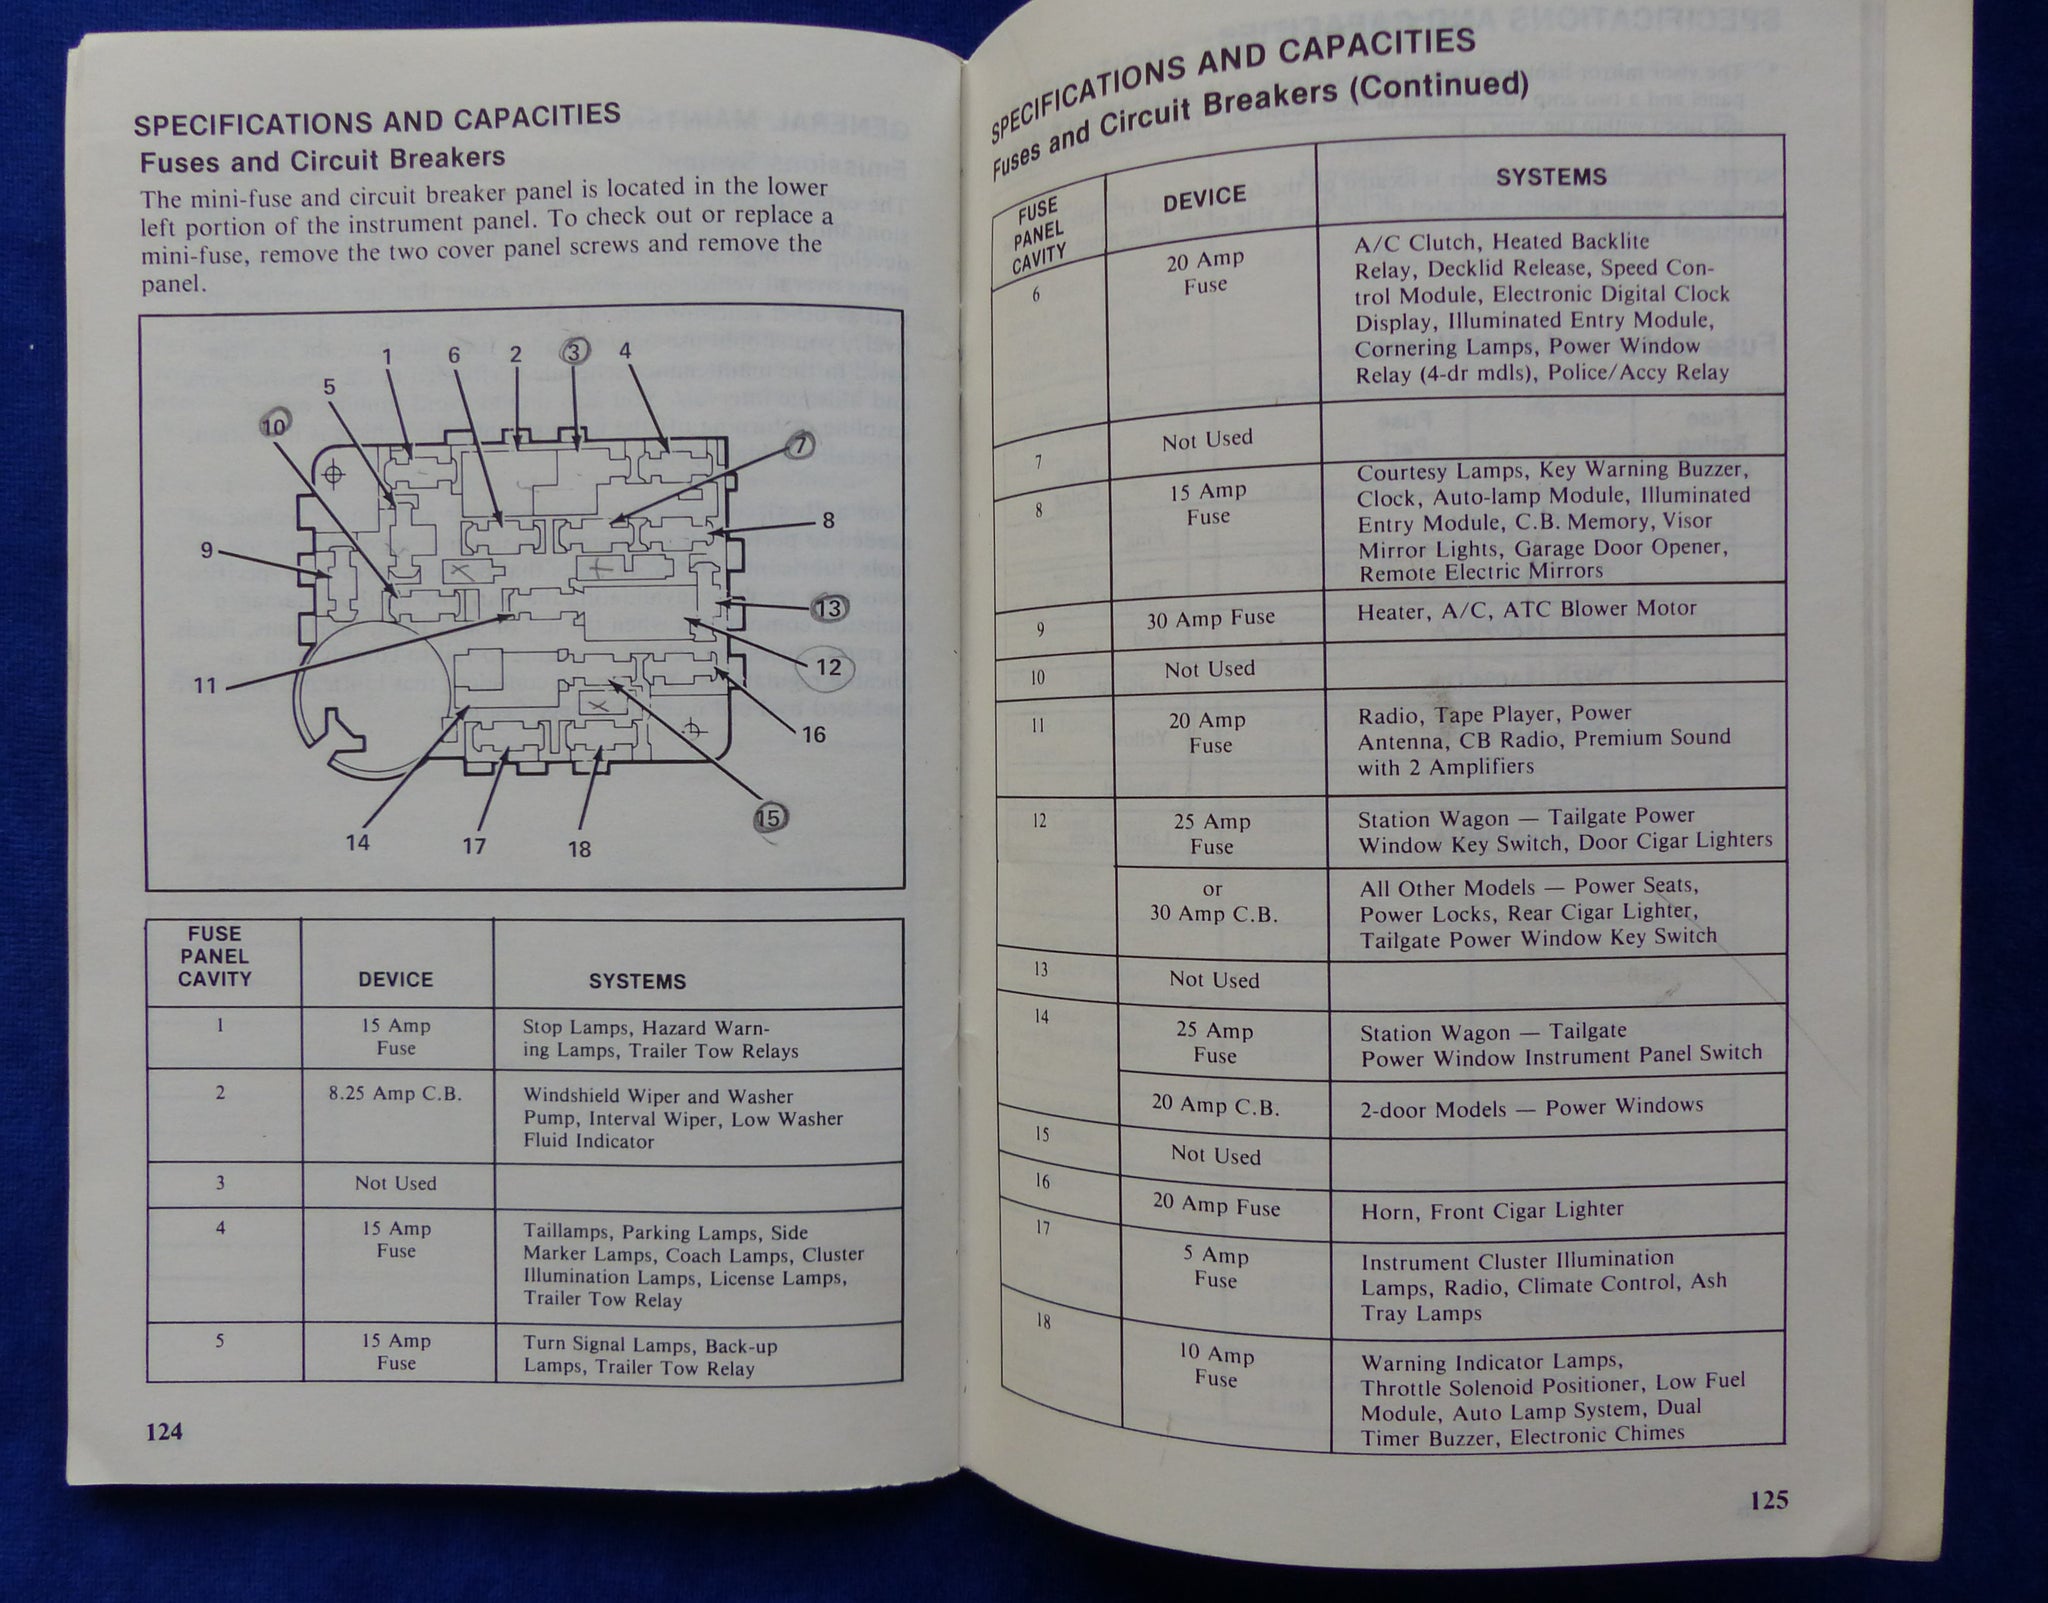 SPECIFICATIONS AND CAPACITIES
Fuses and Circuit Breakers
The mini-fuse and circuit breaker panel is located in the lower
left portion of the instrument panel. To check out or replace a
mini-fuse, remove the two cover panel screws and remove the
panel.
1 6 2 3 4
5
10
7
8
9
13
12
11
16
15
14 17 18
FUSE
PANEL
CAVITY DEVICE SYSTEMS
1 15 Amp Stop Lamps, Hazard Warn-
Fuse ing Lamps, Trailer Tow Relays
2 8.25 Amp C.B. Windshield Wiper and Washer
Pump, Interval Wiper, Low Washer
Fluid Indicator
3 Not Used
4 15 Amp Taillamps, Parking Lamps, Side
Fuse Marker Lamps, Coach Lamps, Cluster
Illumination Lamps, License Lamps,
Trailer Tow Relay
5 15 Amp Turn Signal Lamps, Back-up
Fuse Lamps, Trailer Tow Relay
124
SPECIFICATIONS AND CAPACITIES
Fuses and Circuit Breakers (Continued)
FUSE
PANEL
CAVITY DEVICE SYSTEMS
6 20 Amp A/C Clutch, Heated Backlite
Fuse Relay, Decklid Release, Speed Con-
trol Module, Electronic Digital Clock
Display, Illuminated Entry Module,
Cornering Lamps, Power Window
Relay (4-dr mdls), Police/Accy Relay
7 Not Used
8 15 Amp Courtesy Lamps, Key Warning Buzzer,
Fuse Clock, Auto-lamp Module, Illuminated
Entry Module, C.B. Memory, Visor
Mirror Lights, Garage Door Opener,
Remote Electric Mirrors
9 30 Amp Fuse Heater, A/C, ATC Blower Motor
10 Not Used
11 20 Amp Radio, Tape Player, Power
Fuse Antenna, CB Radio, Premium Sound
with 2 Amplifiers
12 25 Amp Station Wagon — Tailgate Power
Fuse Window Key Switch, Door Cigar Lighters
or All Other Models — Power Seats,
30 Amp C.B. Power Locks, Rear Cigar Lighter,
Tailgate Power Window Key Switch
13 Not Used
14 25 Amp Station Wagon — Tailgate
Fuse Power Window Instrument Panel Switch
20 Amp C.B. 2-door Models — Power Windows
15 Not Used
16 20 Amp Fuse Horn, Front Cigar Lighter
17 5 Amp Instrument Cluster Illumination
Fuse Lamps, Radio, Climate Control, Ash
Tray Lamps
18 10 Amp Warning Indicator Lamps,
Fuse Throttle Solenoid Positioner, Low Fuel
Module, Auto Lamp System, Dual
Timer Buzzer, Electronic Chimes
125